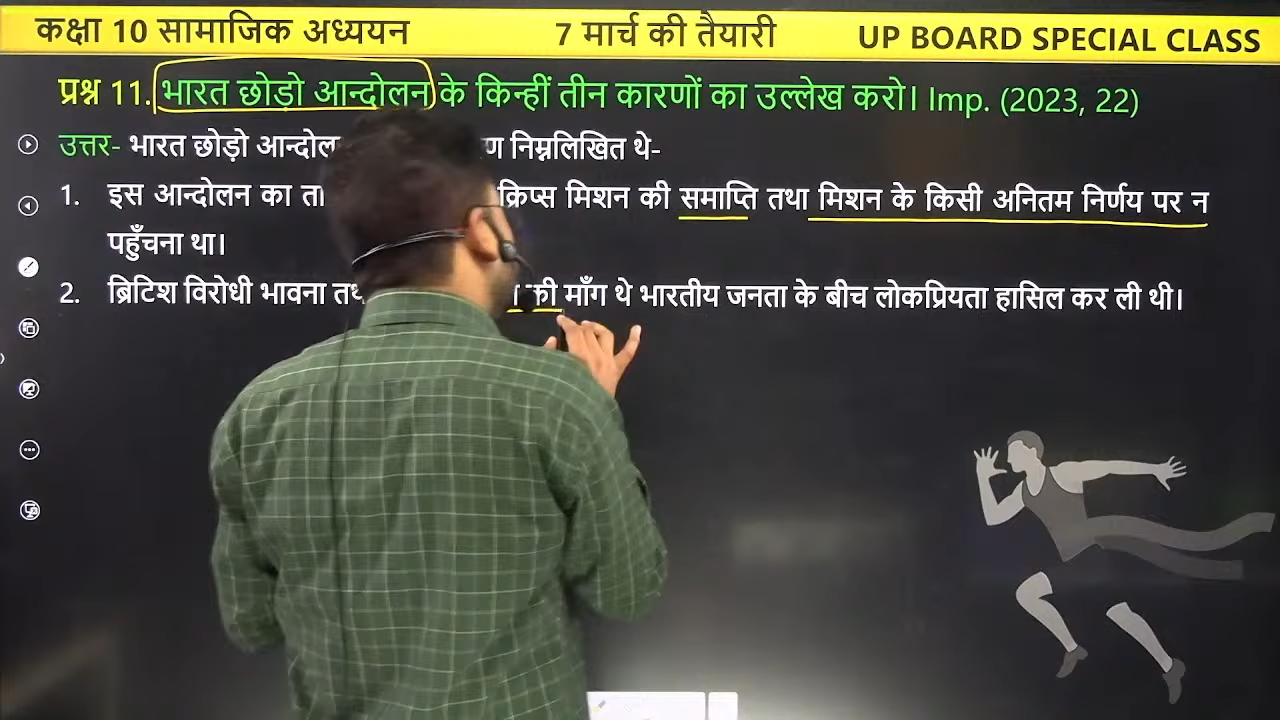 कक्षा 10 सामाजिक अध्ययन 7 मार्च की तैयारी UP BOARD SPECIAL CLASS
प्रश्न 11. भारत छोड़ो आन्दोलन के किन्हीं तीन कारणों का उल्लेख करो। Imp. (2023, 22)
उत्तर- भारत छोड़ो निम्नलिखित थे-
1. इस आन्दोलन का क्रिप्स मिशन की समाप्ति तथा मिशन के किसी अनितम निर्णय पर न
पहुँचना था।
2. ब्रिटिश विरोधी भावना की माँग थे भारतीय जनता के बीच लोकप्रियता हासिल कर ली थी।